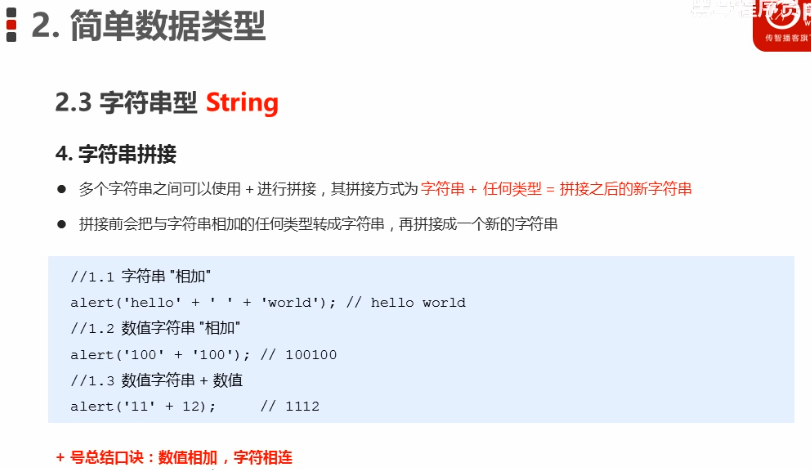 2. 简单数据类型
2.3 字符串型 String
4. 字符串拼接
● 多个字符串之间可以使用 + 进行拼接，其拼接方式为 字符串 + 任何类型 = 拼接之后的新字符串
● 拼接前会把与字符串相加的任何类型转成字符串，再拼接成一个新的字符串
//1.1 字符串 "相加"
alert('hello' + ' ' + 'world'); // hello world
//1.2 数值字符串 "相加"
alert('100' + '100'); // 100100
//1.3 数值字符串 + 数值
alert('11' + 12);     // 1112
+ 号总结口诀：数值相加，字符相连